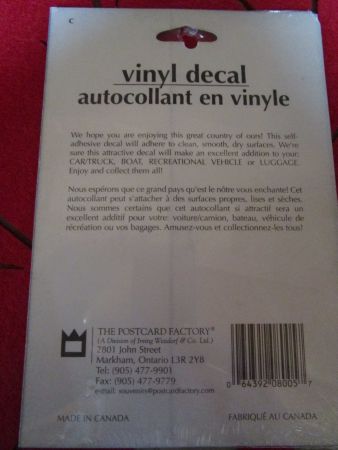 C
vinyl decal
autocollant en vinyle
We hope you are enjoying this great country of ours! This self-
adhesive decal will adhere to clean, smooth, dry surfaces. We're
sure this attractive decal will make an excellent addition to your:
CAR/TRUCK, BOAT, RECREATIONAL VEHICLE or LUGGAGE.
Enjoy and collect them all!
Nous espérons que ce grand pays qu'est le nôtre vous enchante! Cet
autocollant peut s'attacher à des surfaces propres, lises et sèches.
Nous sommes certains que cet autocollant si attractif sera un
excellent additif pour votre: voiture/camion, bateau, véhicule de
récréation ou vos bagages. Amusez-vous et collectionnez-les tous!
THE POSTCARD FACTORY®
(A Division of Irving Weisdorf & Co. Ltd.)
2801 John Street
Markham, Ontario L3R 2Y8
Tel: (905) 477-9901
Fax: (905) 477-9779
e-mail: souvenirs@postcardfactory.com
0 64392 08005 7
MADE IN CANADA
FABRIQUÉ AU CANADA